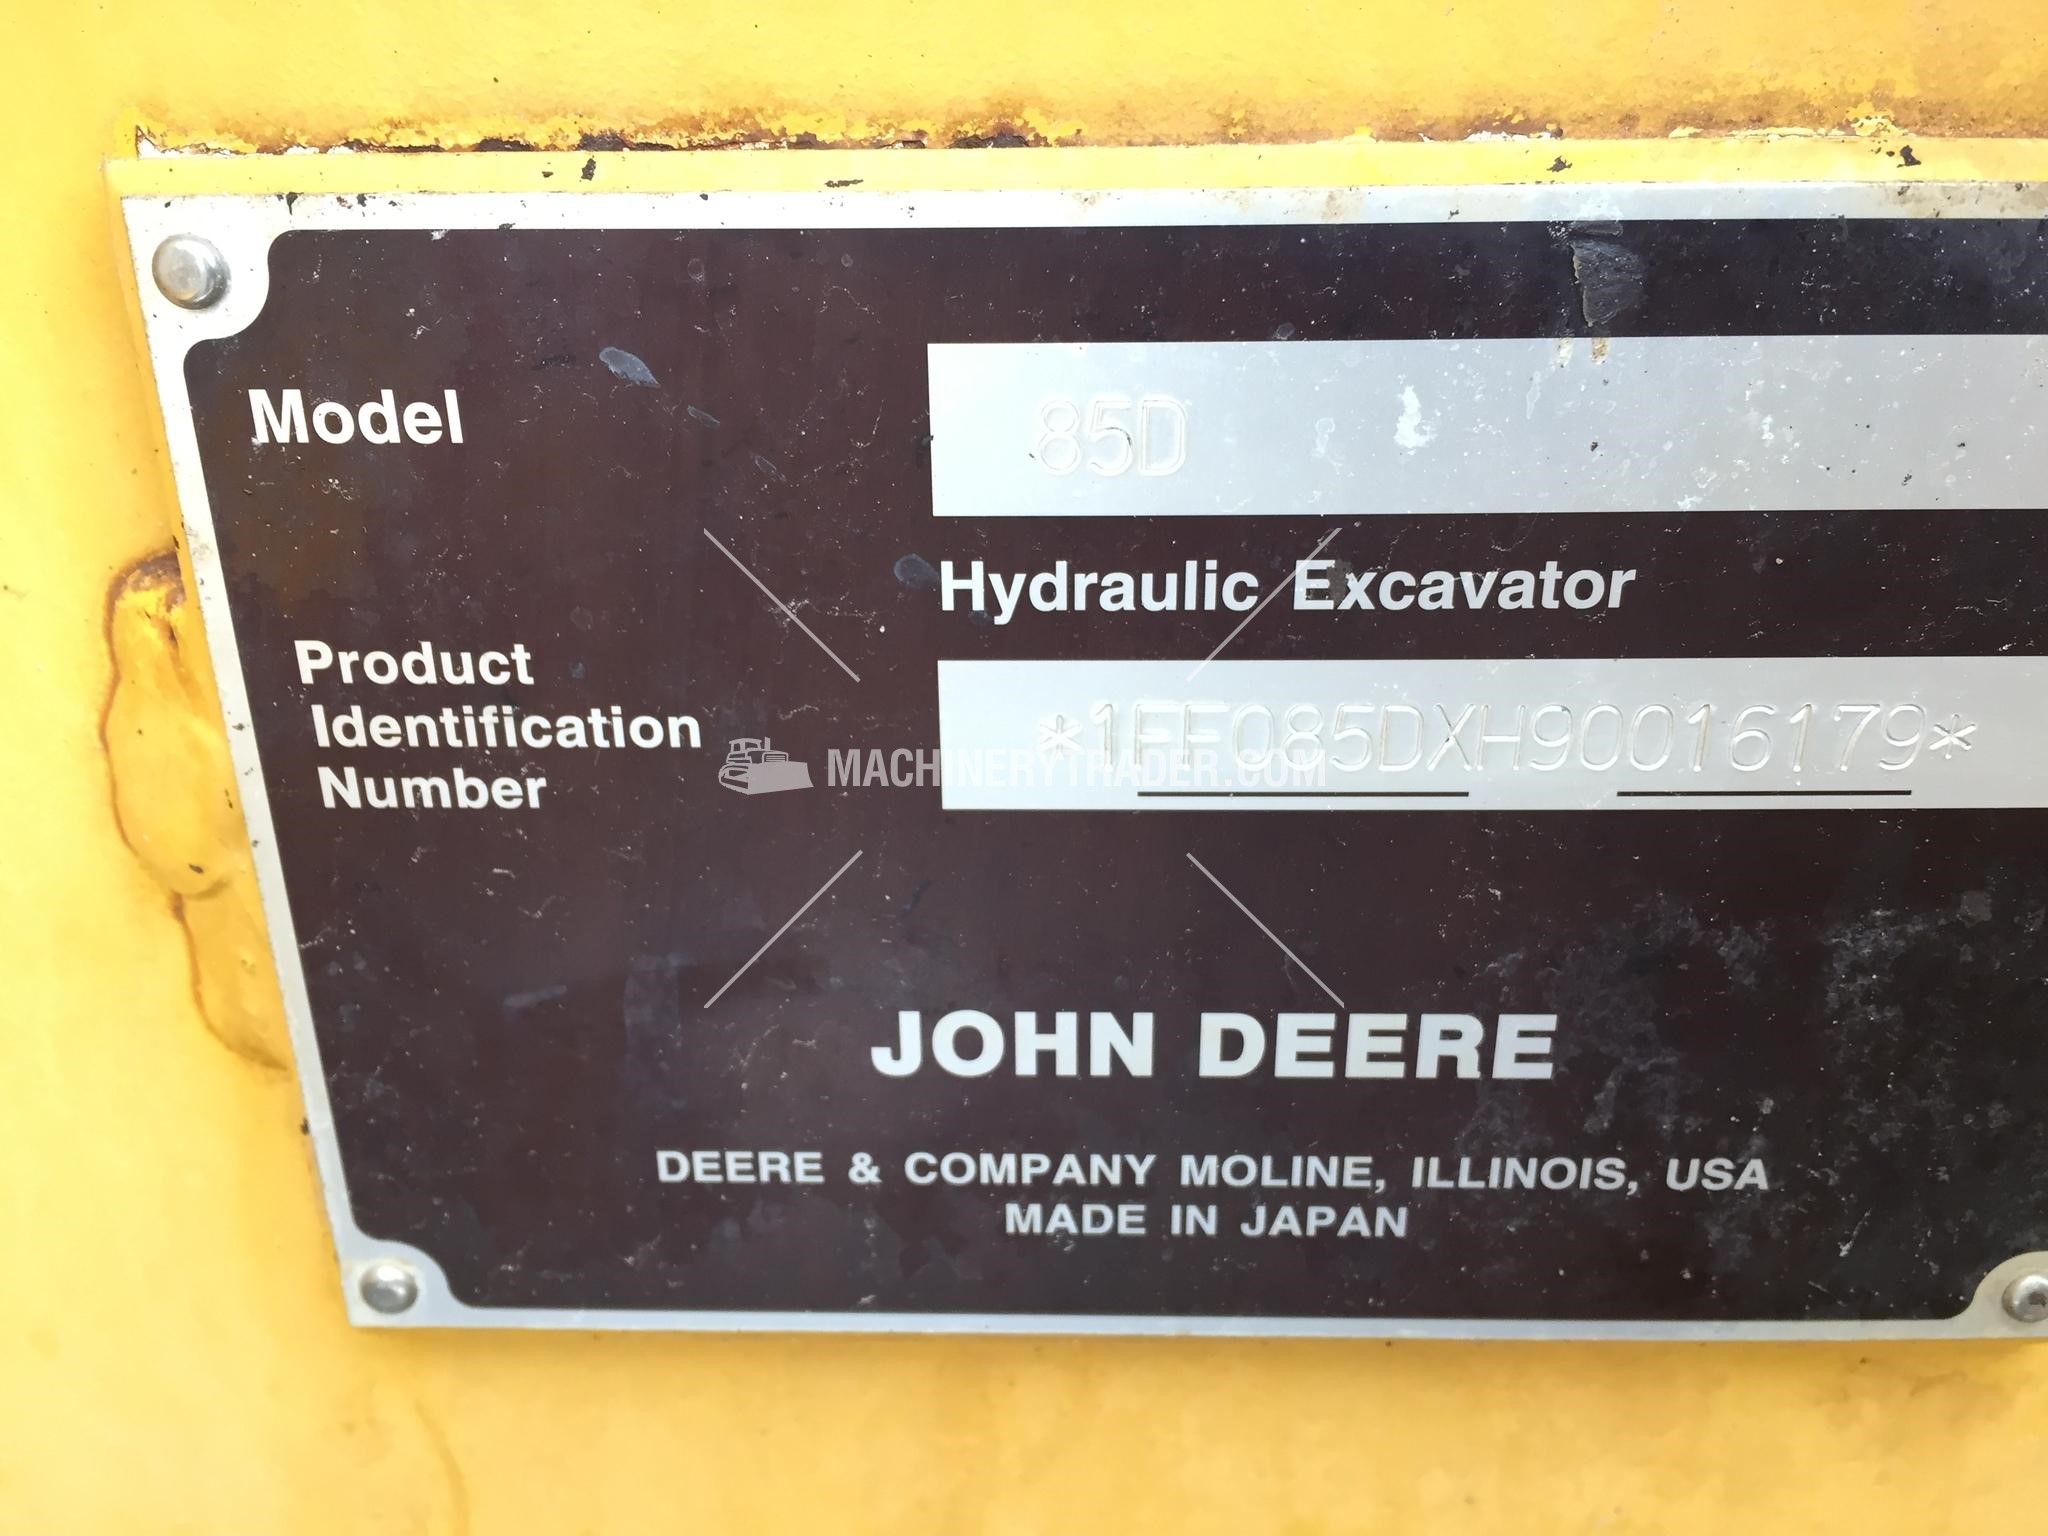 Model
85D
Hydraulic Excavator
Product
Identification
Number
*1FF085DXH90016179*
MACHINERYTRADER.COM
JOHN DEERE
DEERE & COMPANY MOLINE, ILLINOIS, USA
MADE IN JAPAN